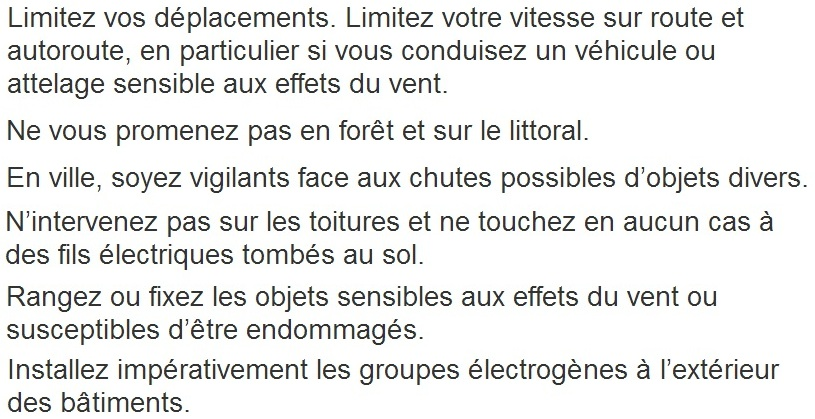 Limitez vos déplacements. Limitez votre vitesse sur route et
autoroute, en particulier si vous conduisez un véhicule ou
attelage sensible aux effets du vent.
Ne vous promenez pas en forêt et sur le littoral.
En ville, soyez vigilants face aux chutes possibles d’objets divers.
N’intervenez pas sur les toitures et ne touchez en aucun cas à
des fils électriques tombés au sol.
Rangez ou fixez les objets sensibles aux effets du vent ou
susceptibles d’être endommagés.
Installez impérativement les groupes électrogènes à l’extérieur
des bâtiments.